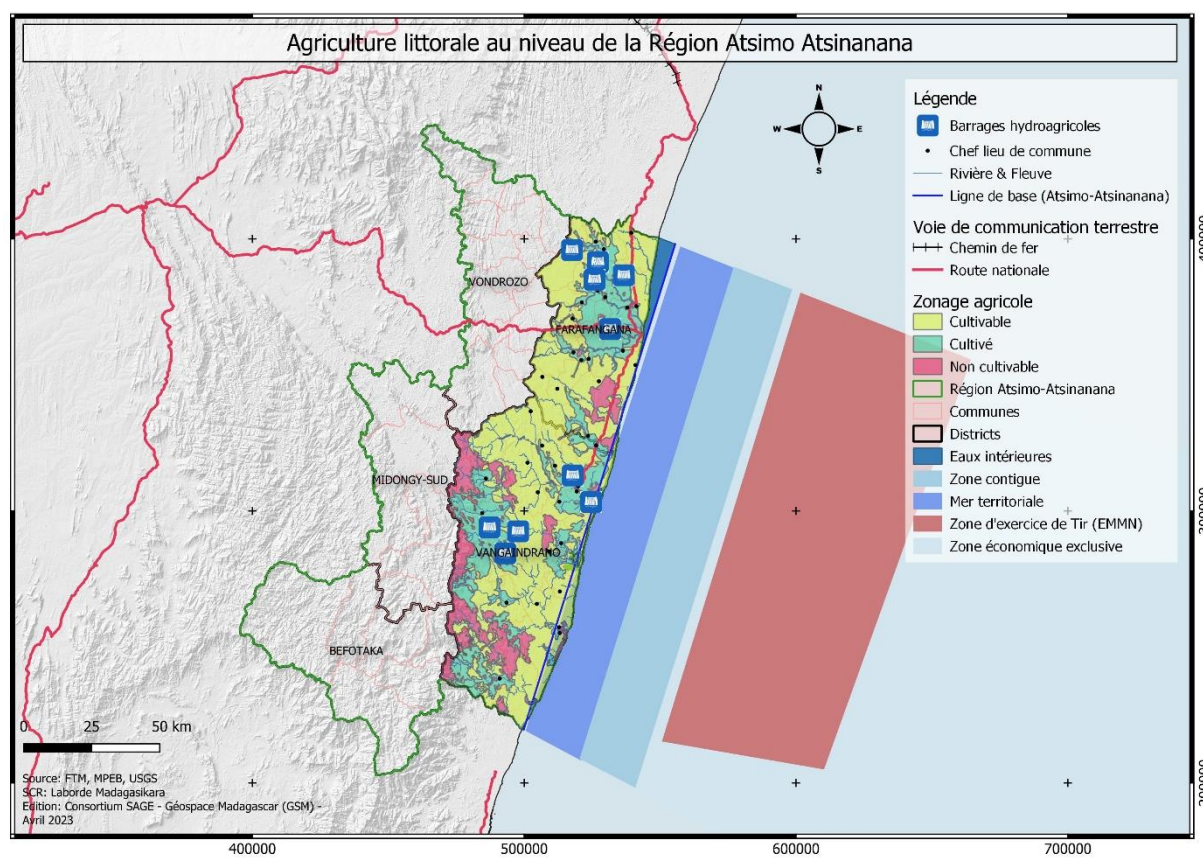 Agriculture littorale au niveau de la Région Atsimo Atsinanana
N
W
E
S
Légende
Barrages hydroagricoles
Chef lieu de commune
Rivière & Fleuve
Ligne de base (Atsimo-Atsinanana)
Voie de communication terrestre
Chemin de fer
Route nationale
Zonage agricole
Cultivable
Cultivé
Non cultivable
Région Atsimo-Atsinanana
Communes
Districts
Eaux intérieures
Zone contigue
Mer territoriale
Zone d'exercice de Tir (EMMN)
Zone économique exclusive
VONDROZO
FARAFANGANA
MIDONGY-SUD
VANGAINDRANO
BEFOTAKA
0 25 50 km
Source: FTM, MPEB, USGS
SCR: Laborde Madagasikara
Edition: Consortium SAGE - Géospace Madagascar (GSM) -
Avril 2023
400000
300000
200000
400000 500000 600000 700000